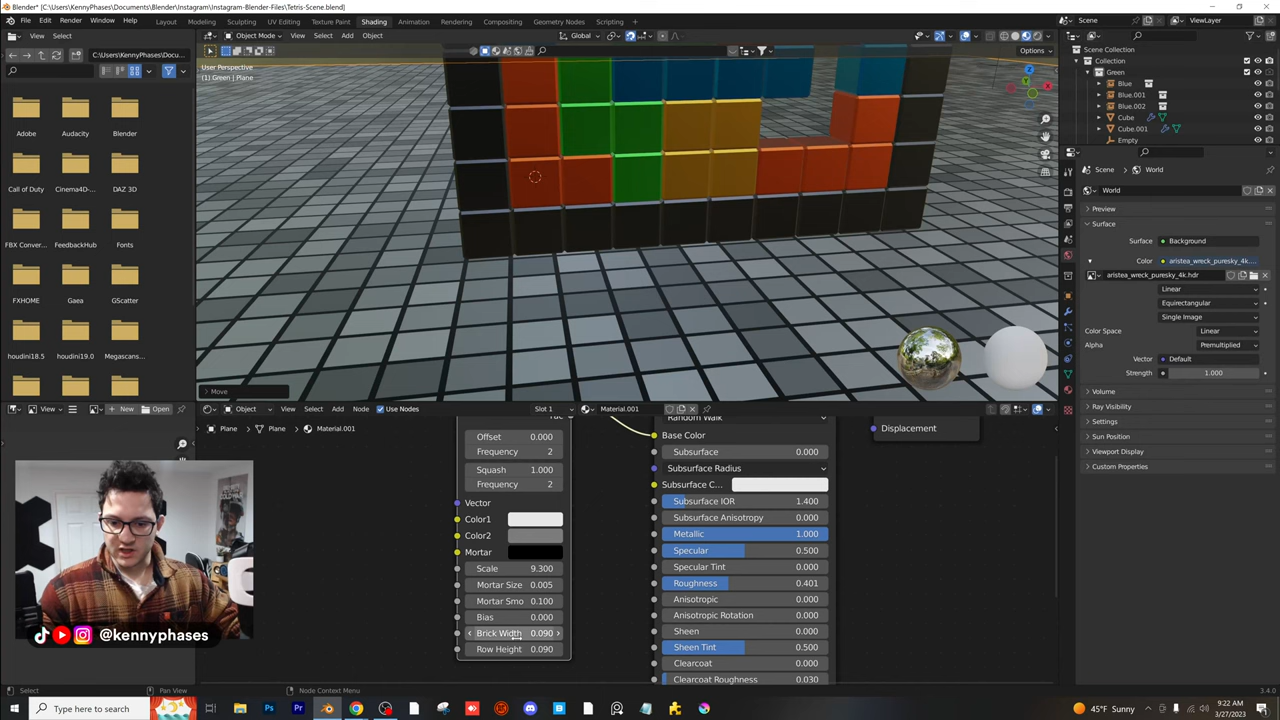 Blender* [C:\Users\KennyPhases\Documents\Blender\Instagram\Instagram-Blender-Files\Tetris-Scene.blend]
File Edit Render Window Help Layout Modeling Sculpting UV Editing Texture Paint Shading Animation Rendering Compositing Geometry Nodes Scripting
Scene ViewLayer
View Select
Object Mode View Select Add Object Global
C:\Users\KennyPhases\Docu...
Options
User Perspective
(1) Green | Plane
Scene Collection
Collection
Green
Blue
Blue.001
Blue.002
Cube
Cube.001
Empty
Adobe Audacity Blender
Call of Duty Cinema4D-... DAZ 3D
FBX Conver... FeedbackHub Fonts
FXHOME Gaea GScatter
houdini18.5 houdini19.0 Megascans...
Scene World
World
Preview
Surface
Surface Background
Color aristea_wreck_puresky_4k....
aristea_wreck_puresky_4k.hdr
Linear
Equirectangular
Single Image
Color Space Linear
Alpha Premultiplied
Vector Default
Strength 1.000
Volume
Ray Visibility
Settings
Sun Position
Viewport Display
Custom Properties
Move
View New Open
Object View Select Add Node Use Nodes Slot 1 Material.001
Plane Plane Material.001
Offset 0.000
Frequency 2
Squash 1.000
Frequency 2
Vector
Color1
Color2
Mortar
Scale 9.300
Mortar Size 0.005
Mortar Smo 0.100
Bias 0.000
Brick Width 0.090
Row Height 0.090
Random Walk
Base Color
Subsurface 0.000
Subsurface Radius
Subsurface C...
Subsurface IOR 1.400
Subsurface Anisotropy 0.000
Metallic 1.000
Specular 0.500
Specular Tint 0.000
Roughness 0.401
Anisotropic 0.000
Anisotropic Rotation 0.000
Sheen 0.000
Sheen Tint 0.500
Clearcoat 0.000
Clearcoat Roughness 0.030
Displacement
@kennyphases
Select Pan View Node Context Menu 3.4.0
Type here to search
45°F Sunny
9:22 AM
3/27/2023